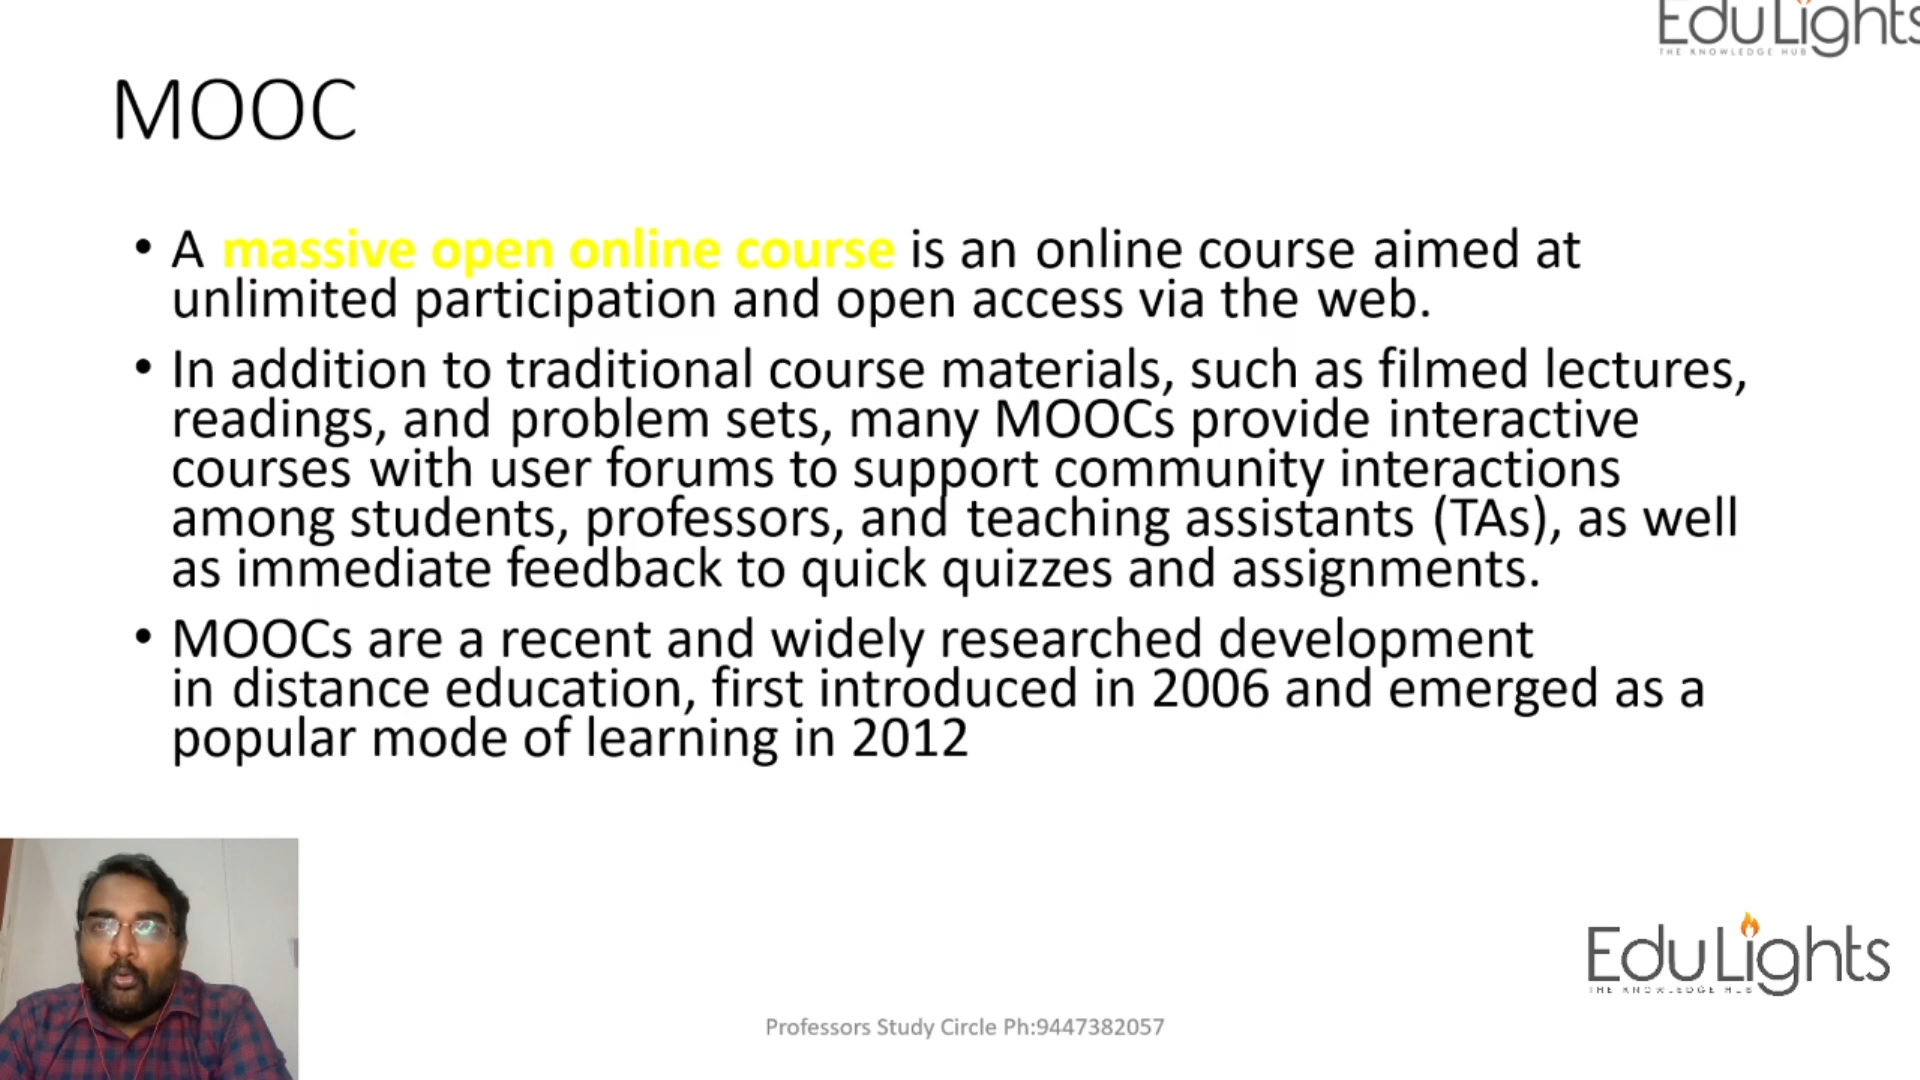 EduLights
THE KNOWLEDGE HUB
MOOC
• A massive open online course is an online course aimed at
unlimited participation and open access via the web.
• In addition to traditional course materials, such as filmed lectures,
readings, and problem sets, many MOOCs provide interactive
courses with user forums to support community interactions
among students, professors, and teaching assistants (TAs), as well
as immediate feedback to quick quizzes and assignments.
• MOOCs are a recent and widely researched development
in distance education, first introduced in 2006 and emerged as a
popular mode of learning in 2012
EduLights
THE KNOWLEDGE HUB
Professors Study Circle Ph:9447382057